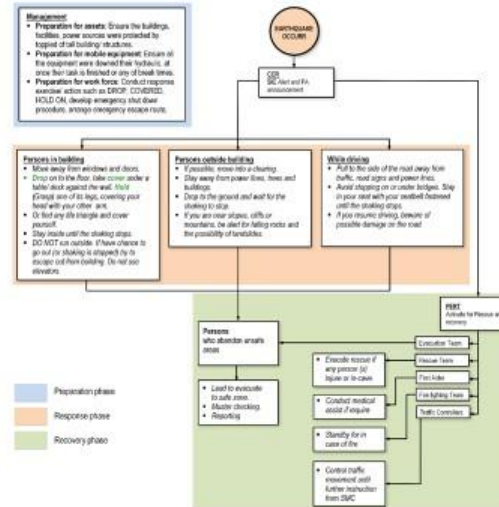 Management
• Preparation for assets: Ensure the buildings,
facilities, power sources were protected by
toppled of tall building/ structures.
• Preparation for mobile equipment: Ensure all
the equipment were downed their hydraulic, at
once their task is finished or any of break times.
• Preparation for work force: Conduct response
exercise/ action such as DROP, COVERED,
HOLD ON, develop emergency shut down
procedure, arrange emergency escape route.
EARTHQUAKE
OCCURR
Alert and PA
announcement
Persons in building
• Move away from windows and doors.
• Drop on to the floor, take cover under a
table/ desk against the wall. Hold
(Grasp) one of its legs, covering your
head with your other arm.
• Or find any life triangle and cover
yourself.
• Stay inside until the shaking stops.
• DO NOT run outside. If have chance to
go out (or shaking is stopped) try to
escape out from building. Do not use
elevators.
Persons outside building
• If possible, move into a clearing.
• Stay away from power lines, trees and
buildings.
• Drop to the ground and wait for the
shaking to stop.
• If you are near slopes, cliffs or
mountains, be alert for falling rocks and
the possibility of landslides.
While driving
• Pull to the side of the road away from
traffic, road signs and power lines.
• Avoid stopping on or under bridges. Stay
in your seat with your seatbelt fastened
until the shaking stops.
• If you resume driving, beware of
possible damage on the road.
PERT
Activate for Rescue and
recovery
Persons
who abandon unsafe
areas
Evacuation Team
Rescue Team
First Aider
Fire-fighting Team
Traffic Controllers
• Execute rescue if
any person (s)
injure or in-cave
• Lead to evacuate
to safe zone.
• Muster checking.
• Reporting
• Conduct medical
assist if require
• Standby for in
case of fire
• Control traffic
movement until
further instruction
from SMC
Preparation phase
Response phase
Recovery phase